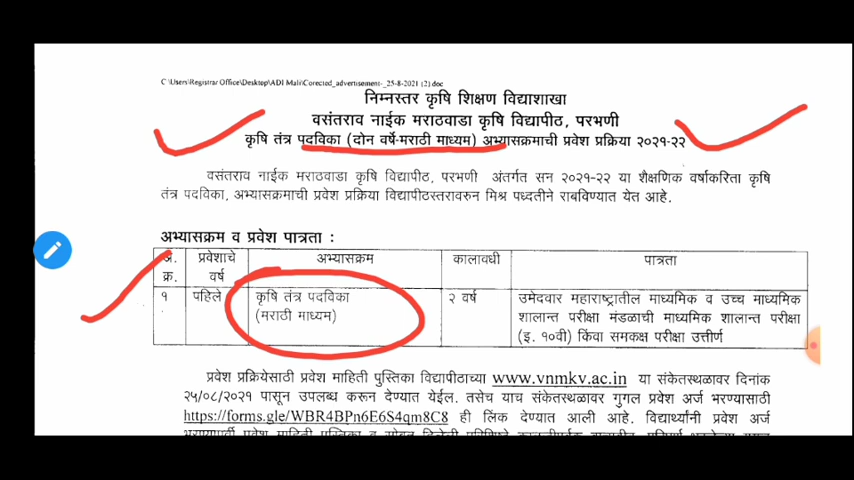 C \Users\Registrar Office\Desktop\ADI Mali\Corected_advertisement-_25-8-2021 (2).doc
निम्नस्तर कृषि शिक्षण विद्याशाखा
वसंतराव नाईक मराठवाडा कृषि विद्यापीठ, परभणी
कृषि तंत्र पदविका (दोन वर्षे-मराठी माध्यम) अभ्यासक्रमाची प्रवेश प्रक्रिया २०२१-२२
वसंतराव नाईक मराठवाडा कृषि विद्यापीठ, परभणी अंतर्गत सन २०२१-२२ या शैक्षणिक वर्षाकरिता कृषि
तंत्र पदविका, अभ्यासक्रमाची प्रवेश प्रक्रिया विद्यापीठस्तरावरुन मिश्र पध्दतीने राबविण्यात येत आहे.
अभ्यासक्रम व प्रवेश पात्रता :
अ. क्र. प्रवेशाचे वर्ष अभ्यासक्रम कालावधी पात्रता
१ पहिले कृषि तंत्र पदविका २ वर्ष उमेदवार महाराष्ट्रातील माध्यमिक व उच्च माध्यमिक
(मराठी माध्यम) शालान्त परीक्षा मंडळाची माध्यमिक शालान्त परीक्षा
(इ. १०वी) किंवा समकक्ष परीक्षा उत्तीर्ण
प्रवेश प्रक्रियेसाठी प्रवेश माहिती पुस्तिका विद्यापीठाच्या www.vnmkv.ac.in या संकेतस्थळावर दिनांक
२५/०८/२०२१ पासून उपलब्ध करून देण्यात येईल. तसेच याच संकेतस्थळावर गुगल प्रवेश अर्ज भरण्यासाठी
https://forms.gle/WBR4BPn6E6S4qm8C8 ही लिंक देण्यात आली आहे. विद्यार्थ्यांनी प्रवेश अर्ज
भरण्यापूर्वी प्रवेश माहिती पुस्तिका व सोबत